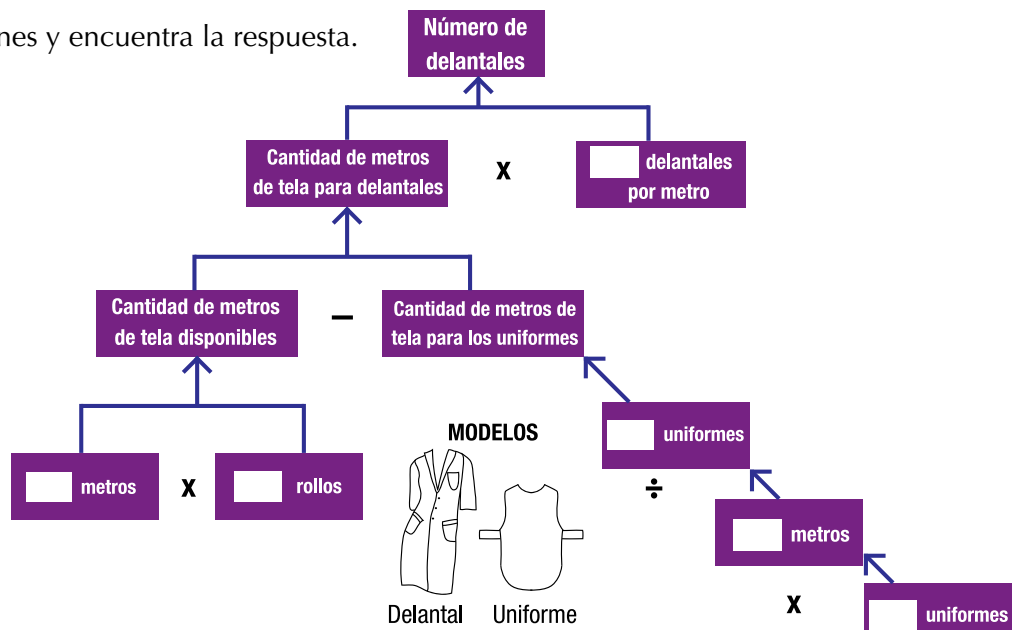 nes y encuentra la respuesta.
Número de
delantales
Cantidad de metros
de tela para delantales
x
delantales
por metro
Cantidad de metros
de tela disponibles
–
Cantidad de metros de
tela para los uniformes
metros
x
rollos
MODELOS
Delantal
Uniforme
uniformes
÷
metros
x
uniformes